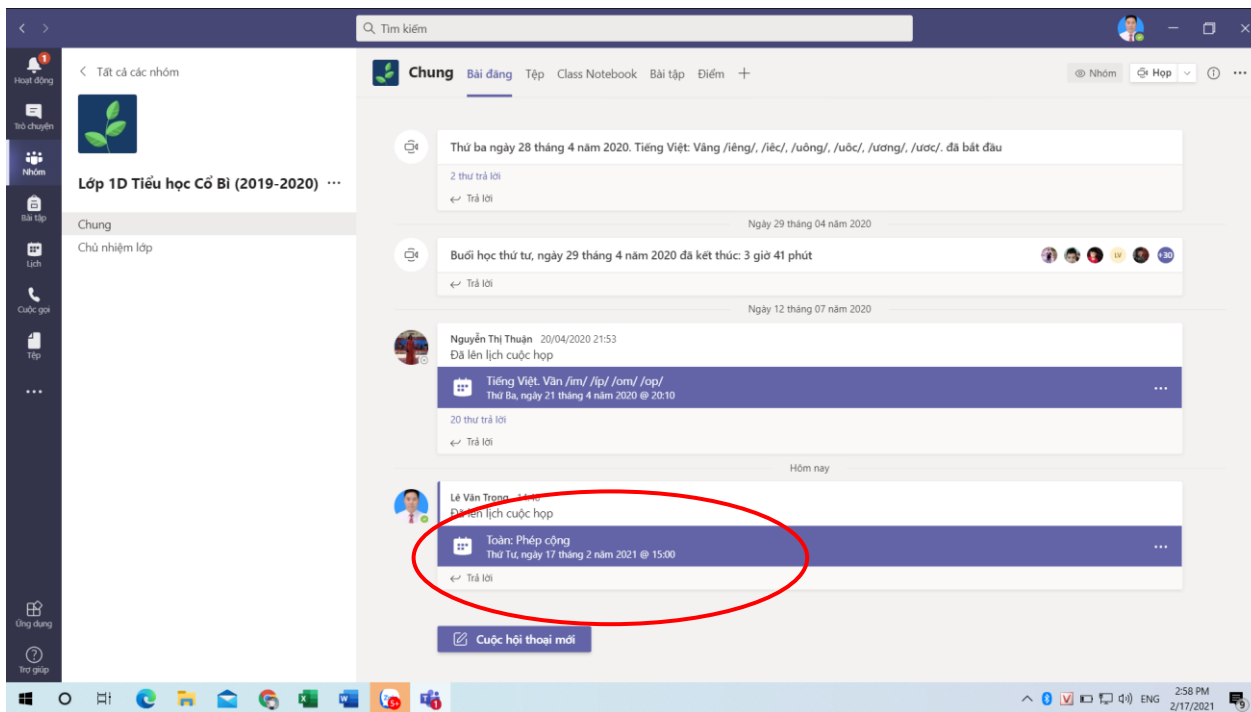 Tìm kiếm
1
Hoạt động
Trò chuyện
Nhóm
Bài tập
Lịch
Cuộc gọi
Tệp
Ứng dụng
Trợ giúp
Tất cả các nhóm
Lớp 1D Tiểu học Cổ Bì (2019-2020)
Chung
Chủ nhiệm lớp
Chung Bài đăng Tệp Class Notebook Bài tập Điểm
Nhóm Họp
Thứ ba ngày 28 tháng 4 năm 2020. Tiếng Việt: Vâng /iêng/, /iêc/, /uông/, /uôc/, /ương/, /ươc/. đã bắt đầu
2 thư trả lời
Trả lời
Ngày 29 tháng 04 năm 2020
Buổi học thứ tư, ngày 29 tháng 4 năm 2020 đã kết thúc: 3 giờ 41 phút
LV +30
Trả lời
Ngày 12 tháng 07 năm 2020
Nguyễn Thị Thuận 20/04/2020 21:53
Đã lên lịch cuộc họp
Tiếng Việt. Vân /im/ /íp/ /om/ /op/
Thứ Ba, ngày 21 tháng 4 năm 2020 @ 20:10
20 thư trả lời
Trả lời
Hôm nay
Lê Văn Trọng 14:48
Đã lên lịch cuộc họp
Toàn: Phép cộng
Thứ Tư, ngày 17 tháng 2 năm 2021 @ 15:00
Trả lời
Cuộc hội thoại mới
ENG
2:58 PM
2/17/2021